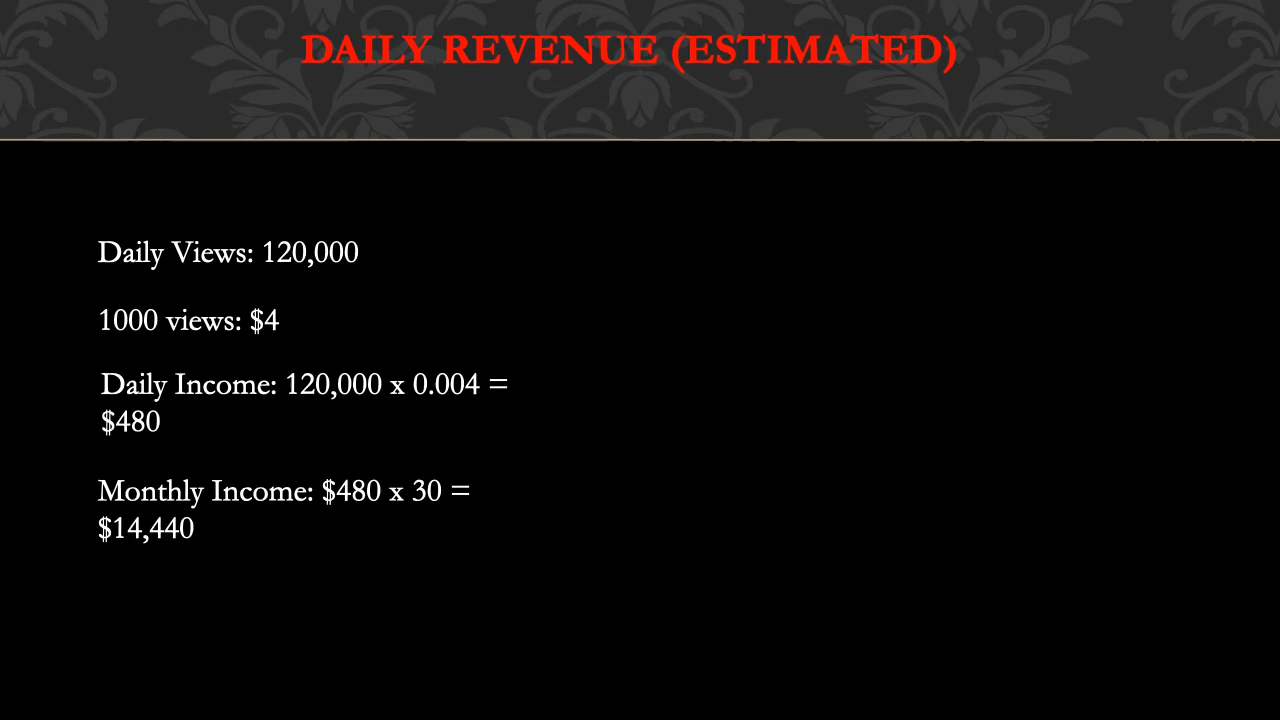 DAILY REVENUE (ESTIMATED)
Daily Views: 120,000
1000 views: $4
Daily Income: 120,000 x 0.004 =
$480
Monthly Income: $480 x 30 =
$14,440